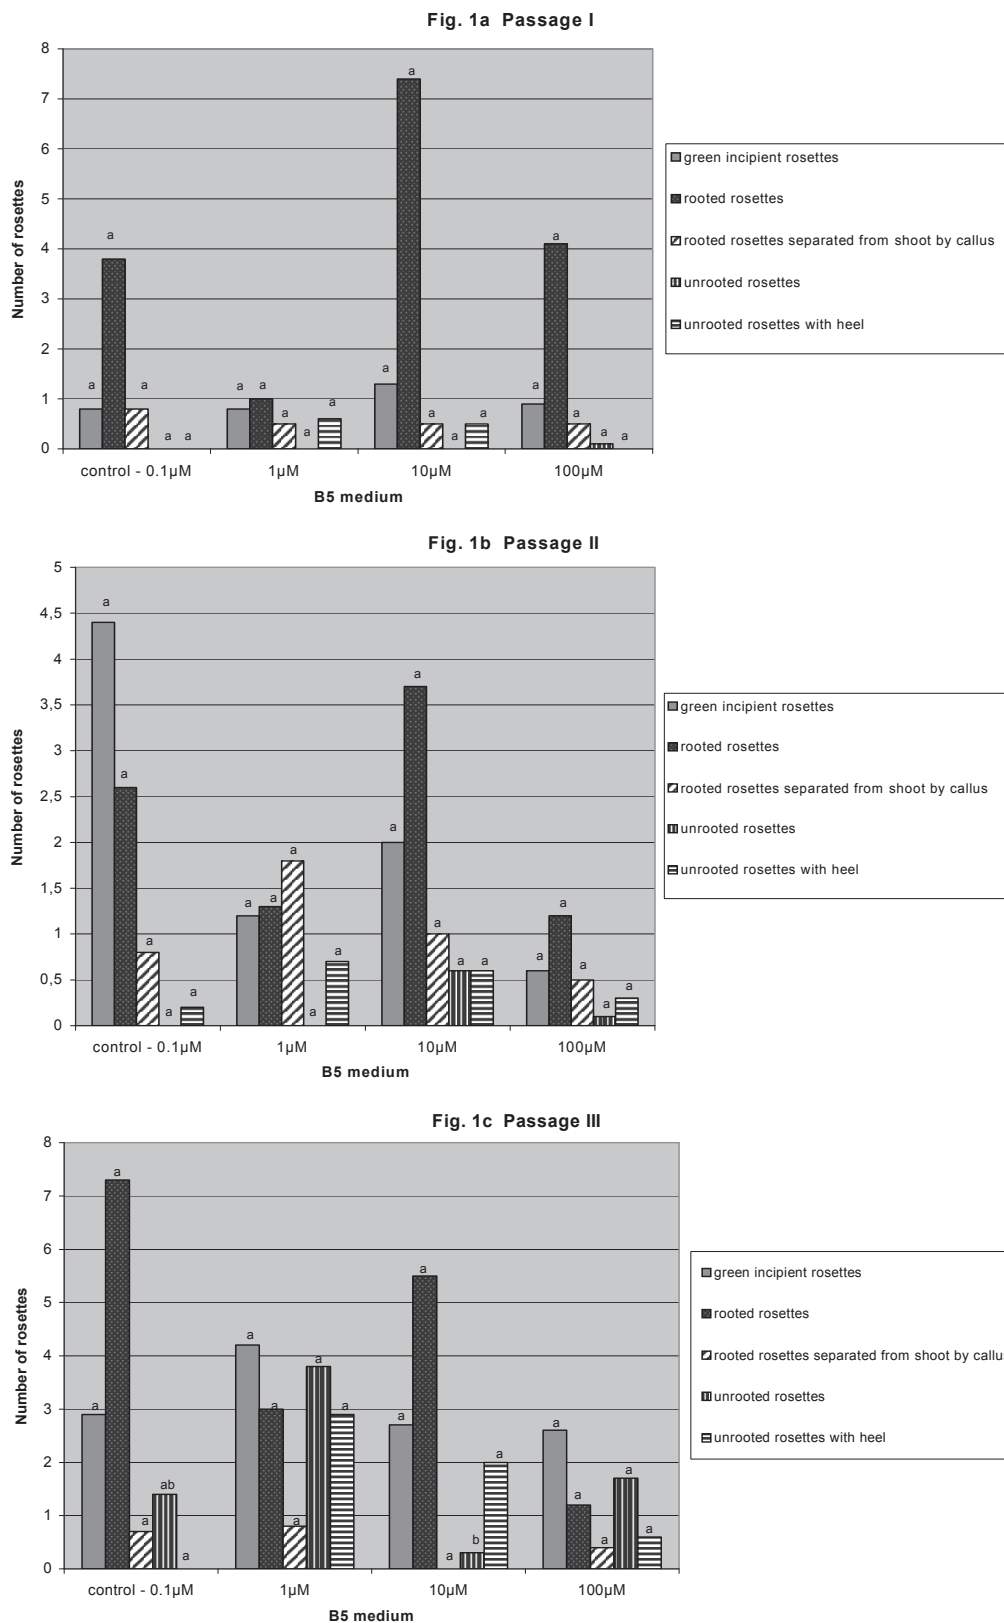 Fig. 1a Passage I
8
7
6
5
4
3
2
1
0
Number of rosettes
a a a a a
a a a a a
a a a a a
a a a a a
control - 0.1µM 1µM 10µM 100µM
B5 medium
green incipient rosettes
rooted rosettes
rooted rosettes separated from shoot by callus
unrooted rosettes
unrooted rosettes with heel
Fig. 1b Passage II
5
4,5
4
3,5
3
2,5
2
1,5
1
0,5
0
Number of rosettes
a a a a a
a a a a a
a a a a a
a a a a a
control - 0.1µM 1µM 10µM 100µM
B5 medium
green incipient rosettes
rooted rosettes
rooted rosettes separated from shoot by callus
unrooted rosettes
unrooted rosettes with heel
Fig. 1c Passage III
8
7
6
5
4
3
2
1
0
Number of rosettes
a a a ab a
a a a a a
a a a b a
a a a a a
control - 0.1µM 1µM 10µM 100µM
B5 medium
green incipient rosettes
rooted rosettes
rooted rosettes separated from shoot by callus
unrooted rosettes
unrooted rosettes with heel